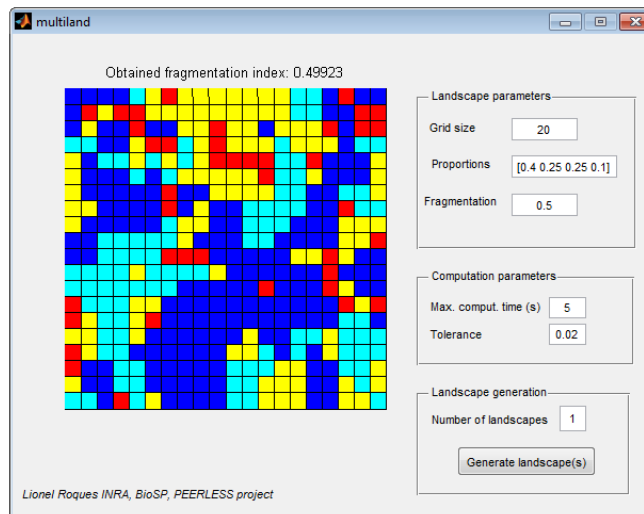 multiland
Obtained fragmentation index: 0.49923
Landscape parameters
Grid size
20
Proportions
[0.4 0.25 0.25 0.1]
Fragmentation
0.5
Computation parameters
Max. comput. time (s)
5
Tolerance
0.02
Landscape generation
Number of landscapes
1
Generate landscape(s)
Lionel Roques INRA, BioSP, PEERLESS project